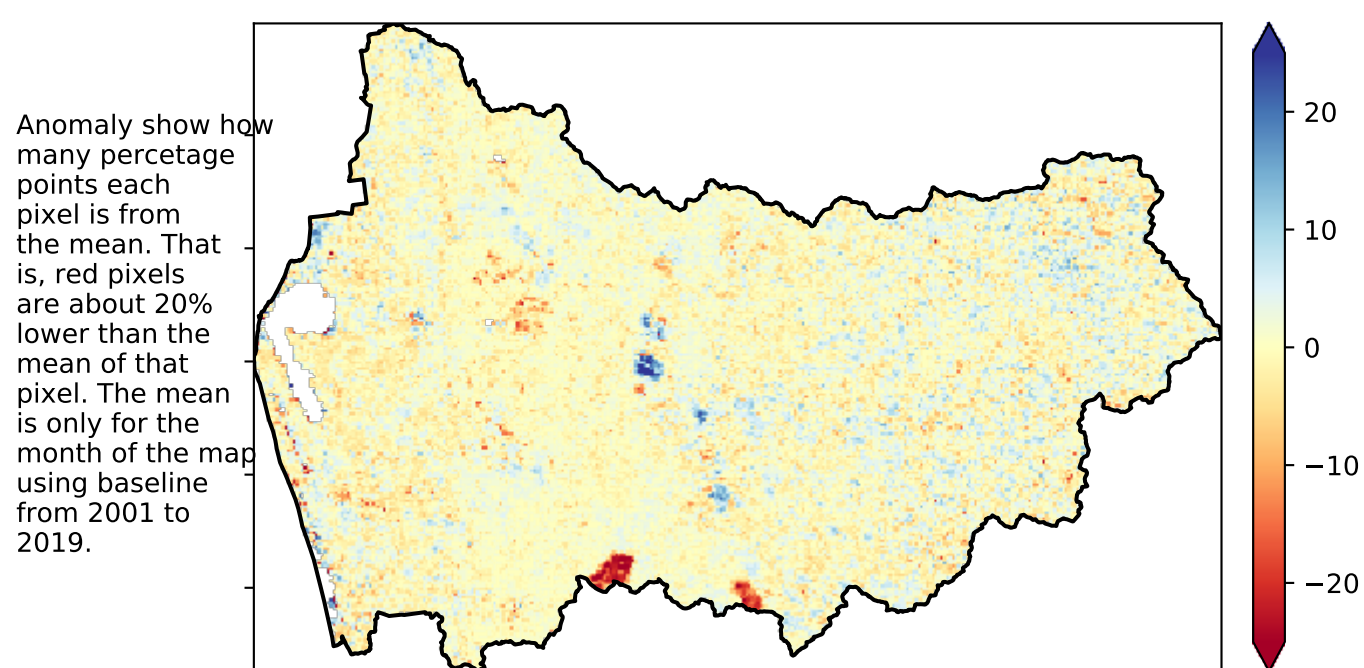 Anomaly show how
many percetage
points each
pixel is from
the mean. That
is, red pixels
are about 20%
lower than the
mean of that
pixel. The mean
is only for the
month of the map
using baseline
from 2001 to
2019.
20
10
0
−10
−20